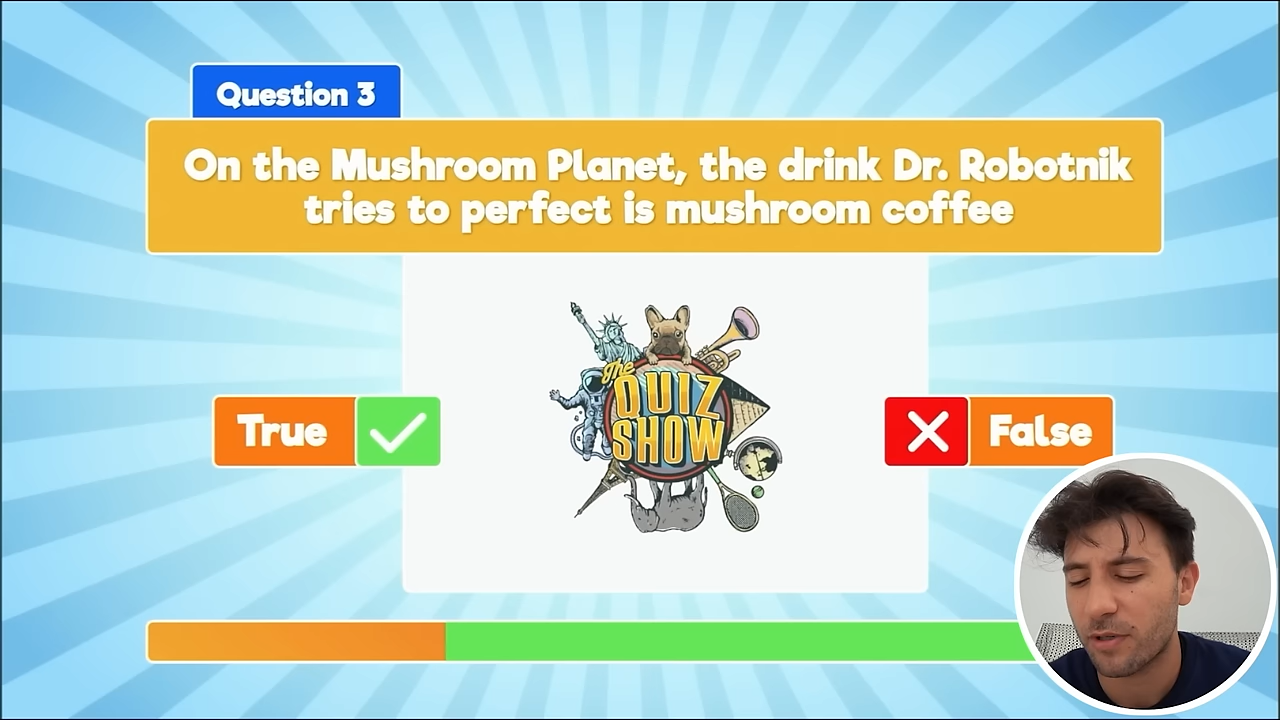 Question 3
On the Mushroom Planet, the drink Dr. Robotnik
tries to perfect is mushroom coffee
The
QUIZ
SHOW
True
False